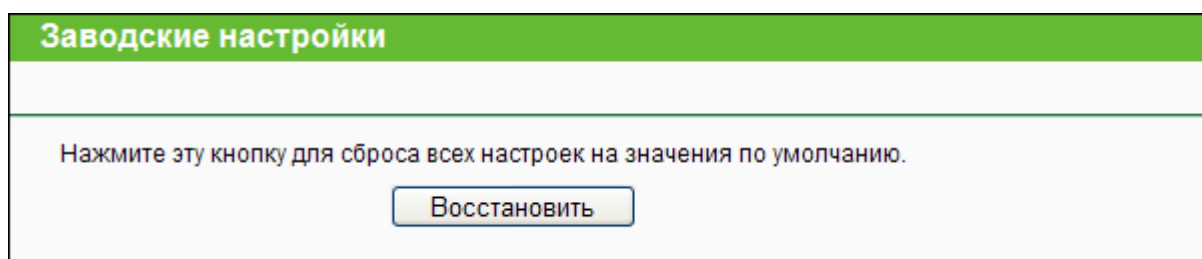 Заводские настройки
Нажмите эту кнопку для сброса всех настроек на значения по умолчанию.
Восстановить